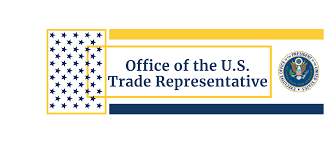 Office of the U.S.
Trade Representative